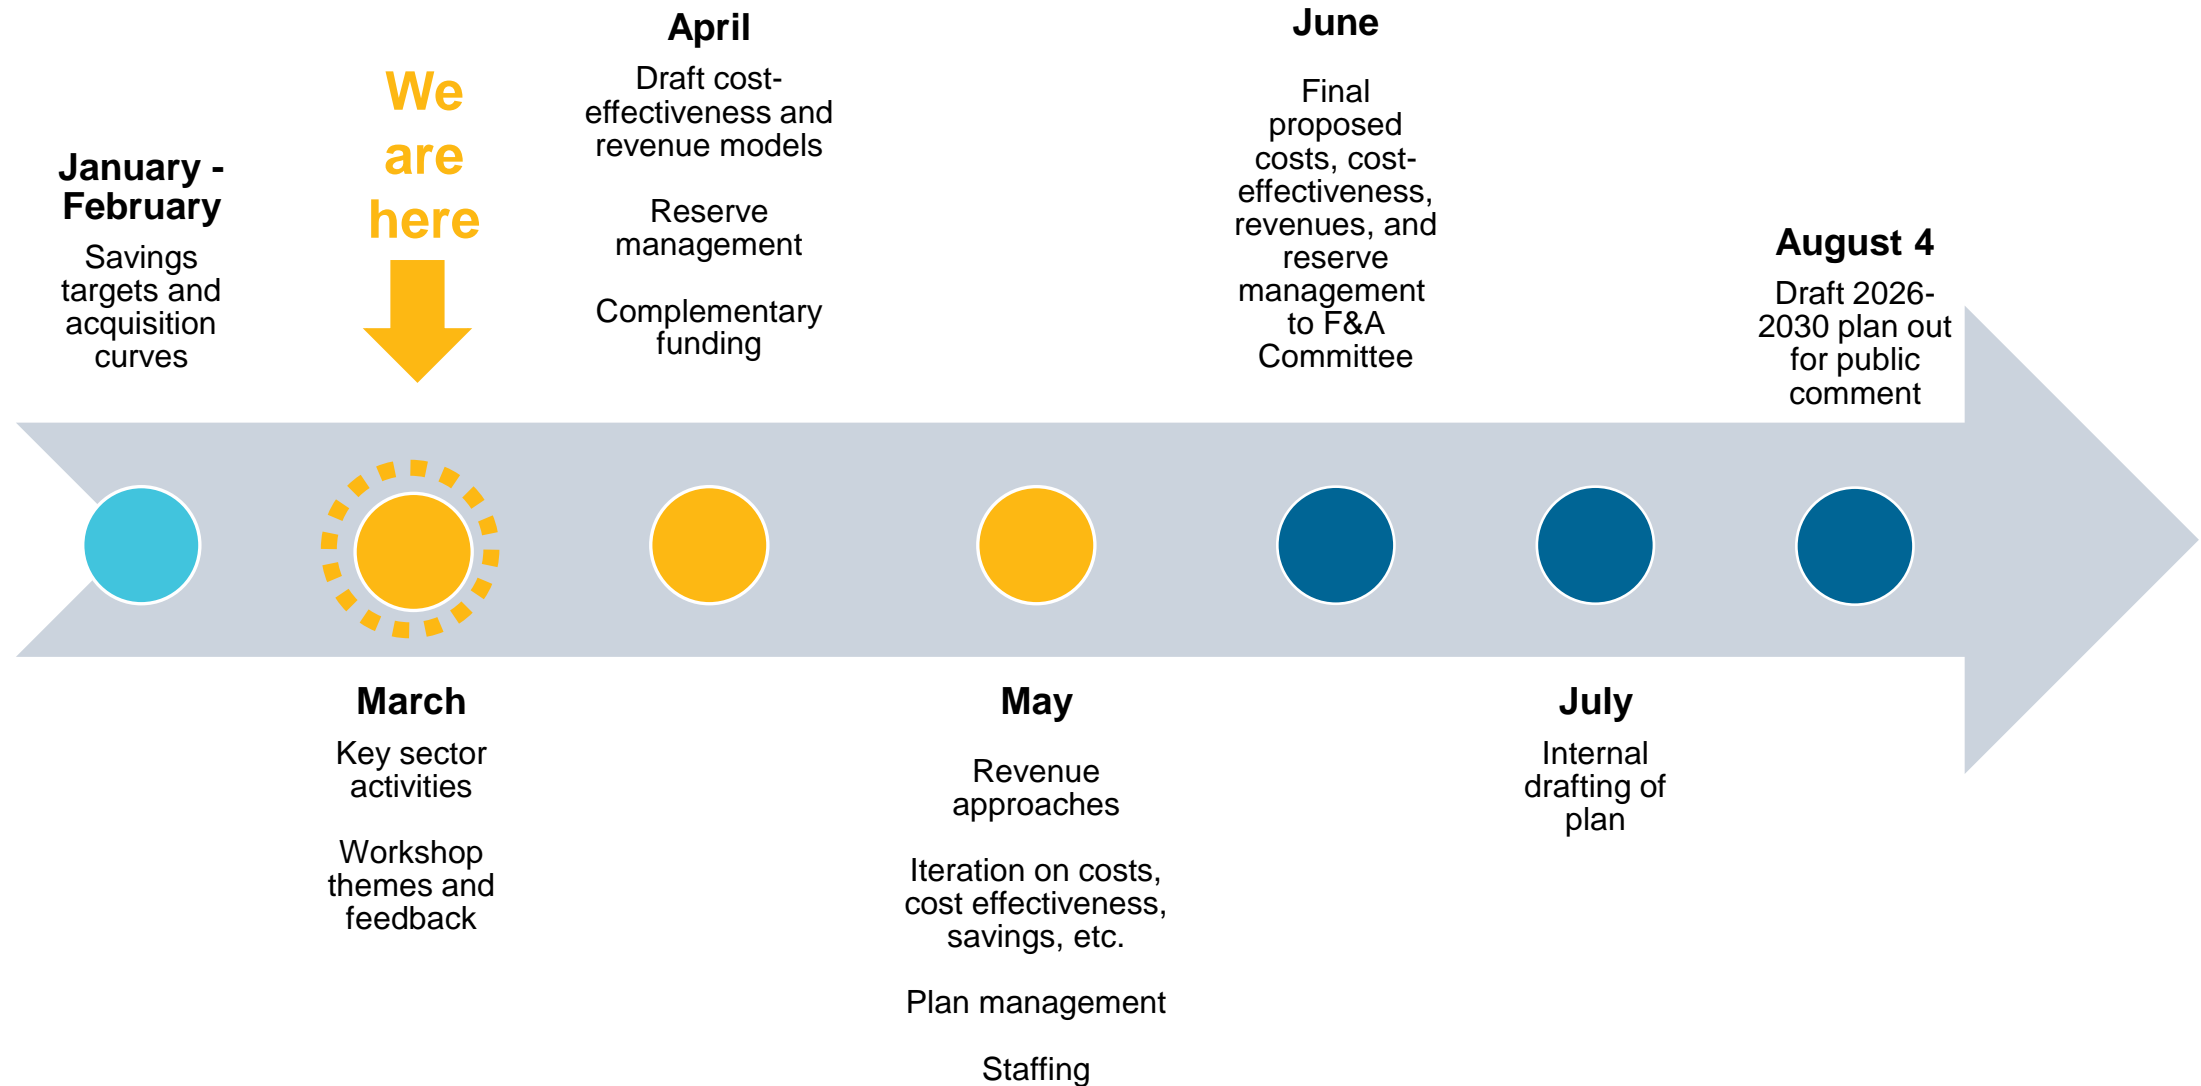 January -
February
Savings
targets and
acquisition
curves
We
are
here
April
Draft cost-
effectiveness and
revenue models
Reserve
management
Complementary
funding
June
Final
proposed
costs, cost-
effectiveness,
revenues, and
reserve
management
to F&A
Committee
August 4
Draft 2026-
2030 plan out
for public
comment
March
Key sector
activities
Workshop
themes and
feedback
May
Revenue
approaches
Iteration on costs,
cost effectiveness,
savings, etc.
Plan management
Staffing
July
Internal
drafting of
plan